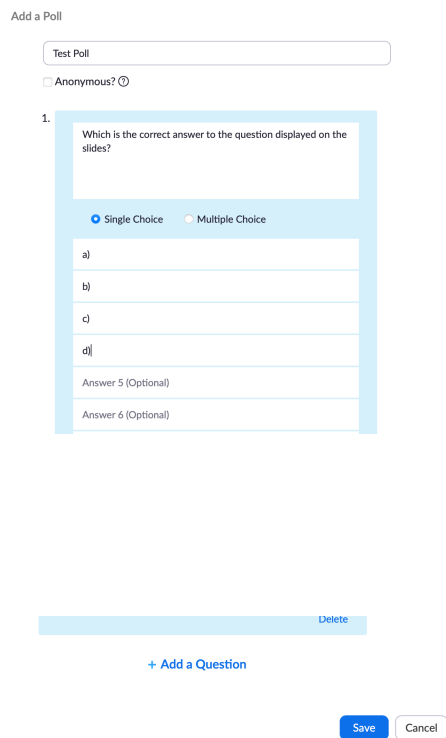 Add a Poll
Test Poll
Anonymous? ?
1.
Which is the correct answer to the question displayed on the
slides?
Single Choice Multiple Choice
a)
b)
c)
d)
Answer 5 (Optional)
Answer 6 (Optional)
Delete
+ Add a Question
Save Cancel